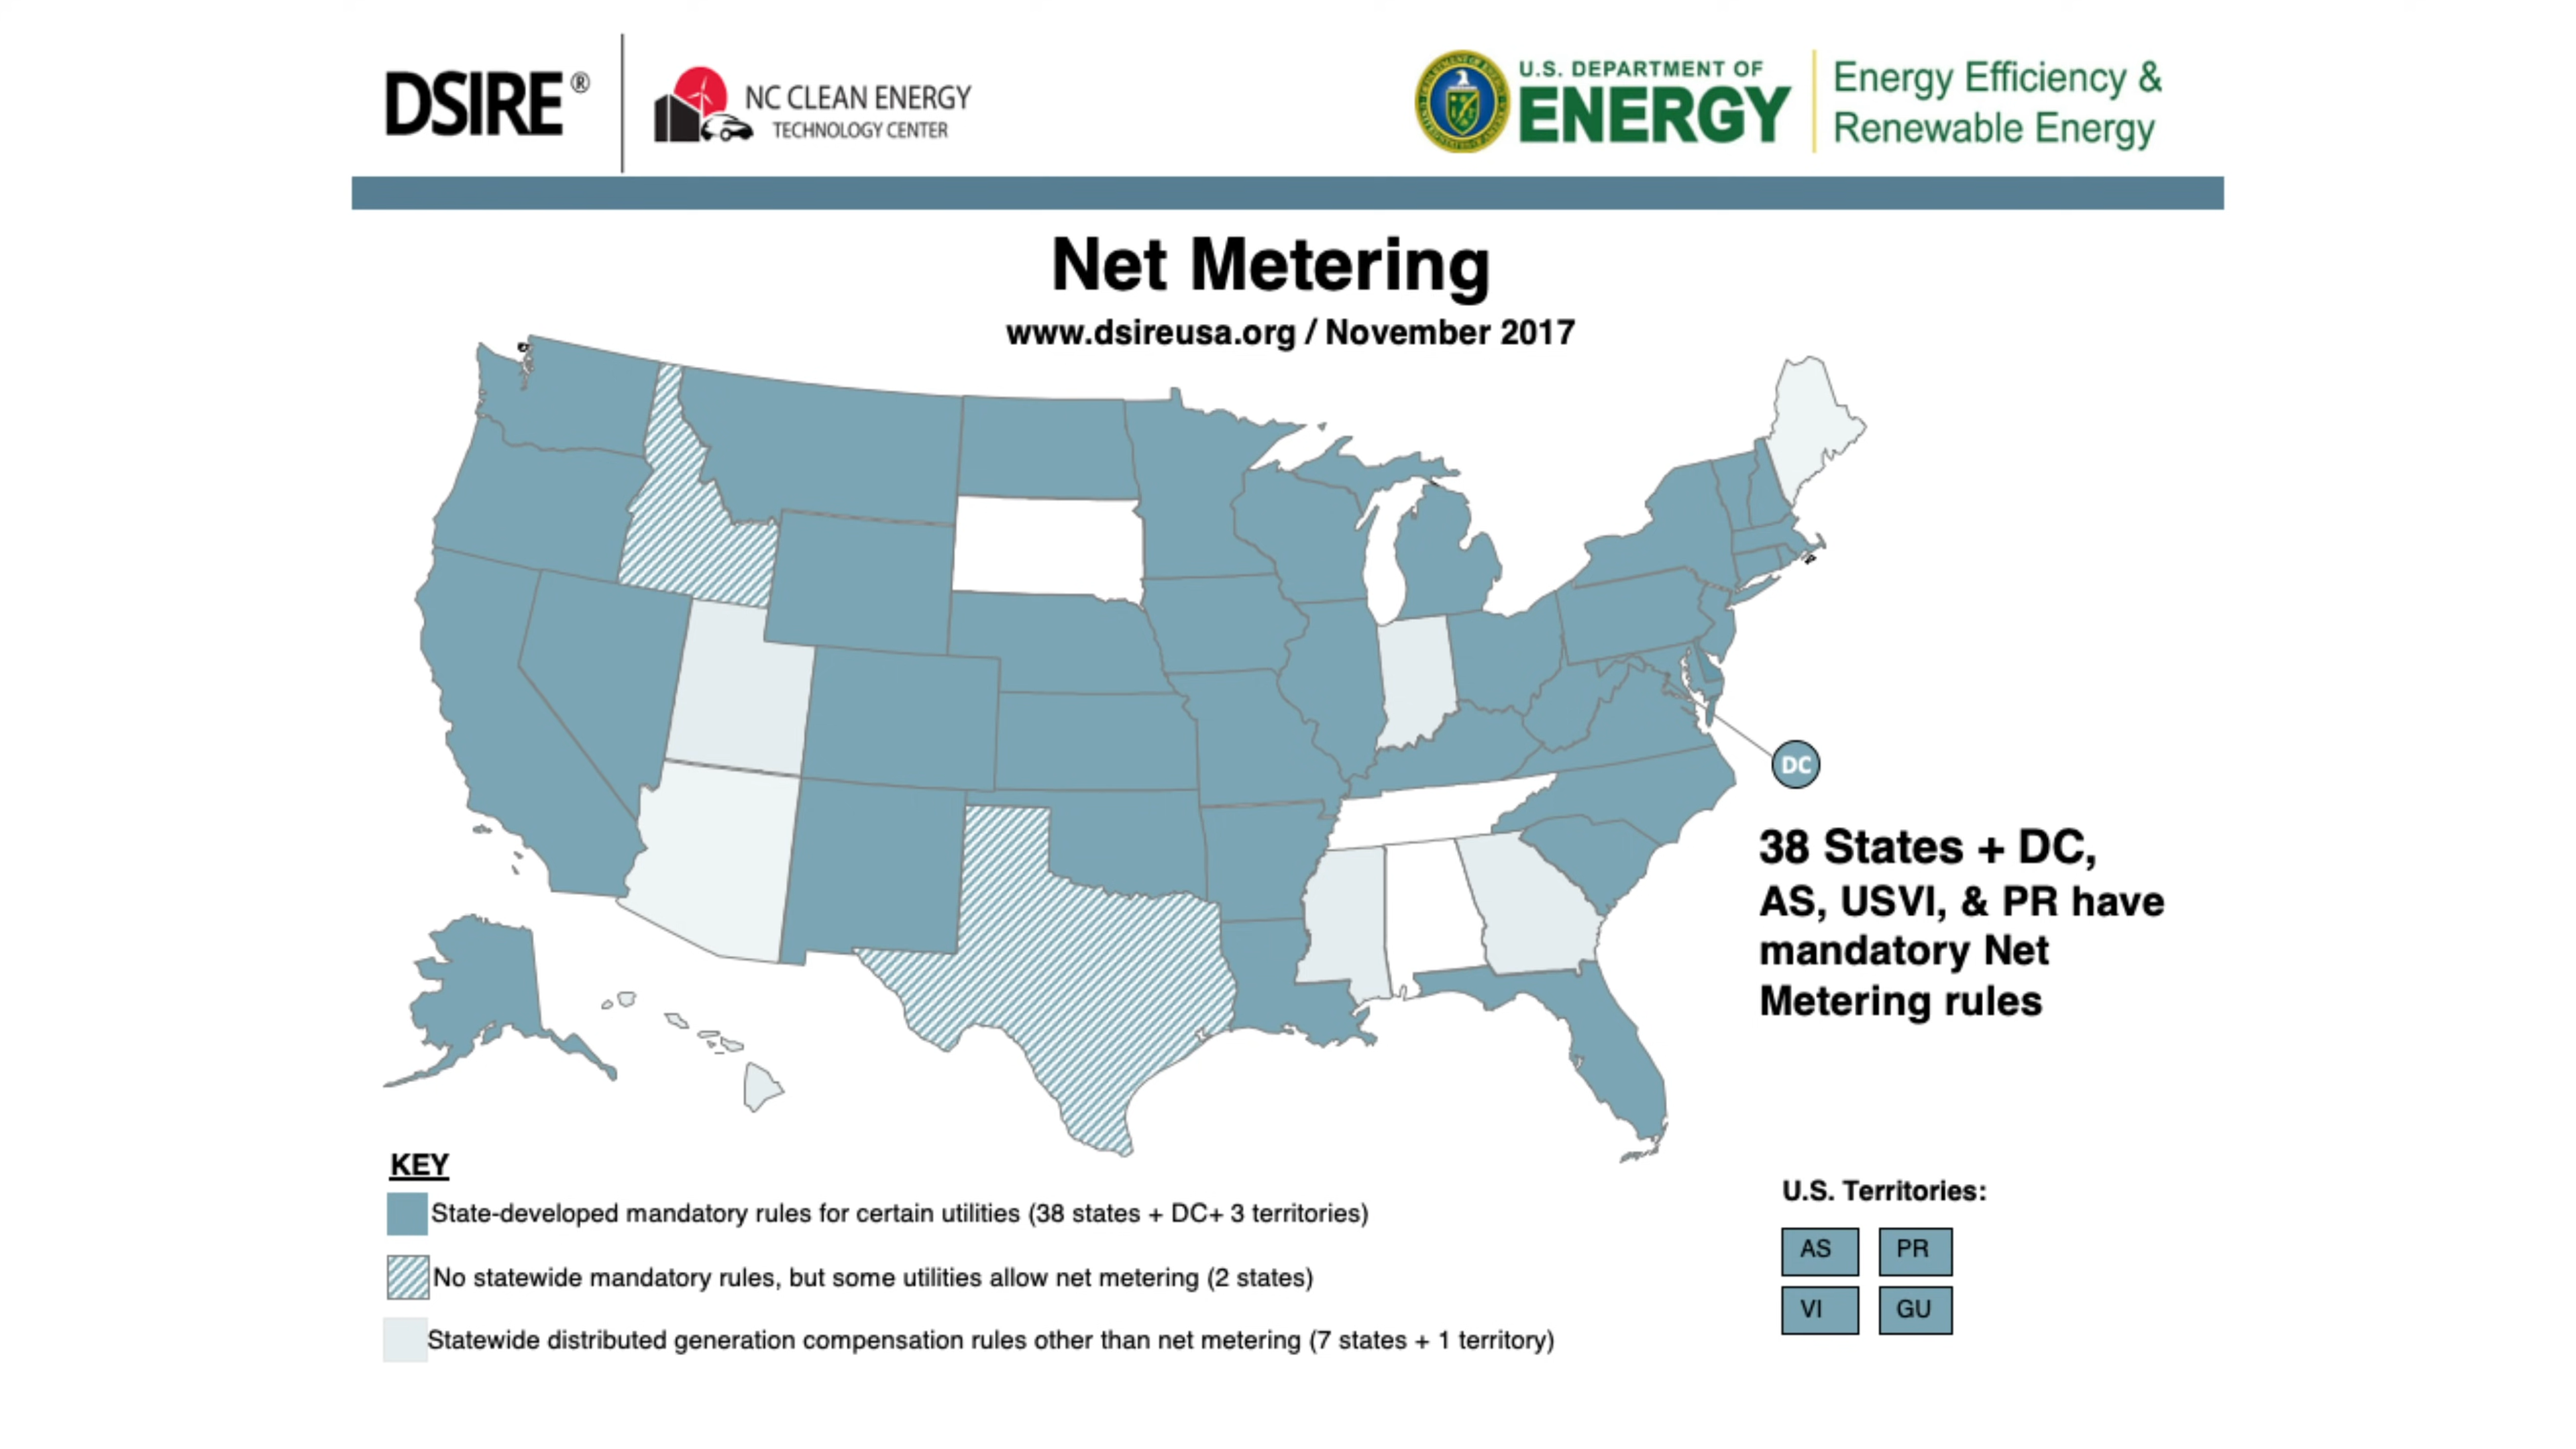 DSIRE®
NC CLEAN ENERGY
TECHNOLOGY CENTER
U.S. DEPARTMENT OF
ENERGY
Energy Efficiency &
Renewable Energy
Net Metering
www.dsireusa.org / November 2017
DC
38 States + DC,
AS, USVI, & PR have
mandatory Net
Metering rules
KEY
State-developed mandatory rules for certain utilities (38 states + DC+ 3 territories)
No statewide mandatory rules, but some utilities allow net metering (2 states)
Statewide distributed generation compensation rules other than net metering (7 states + 1 territory)
U.S. Territories:
AS PR
VI GU